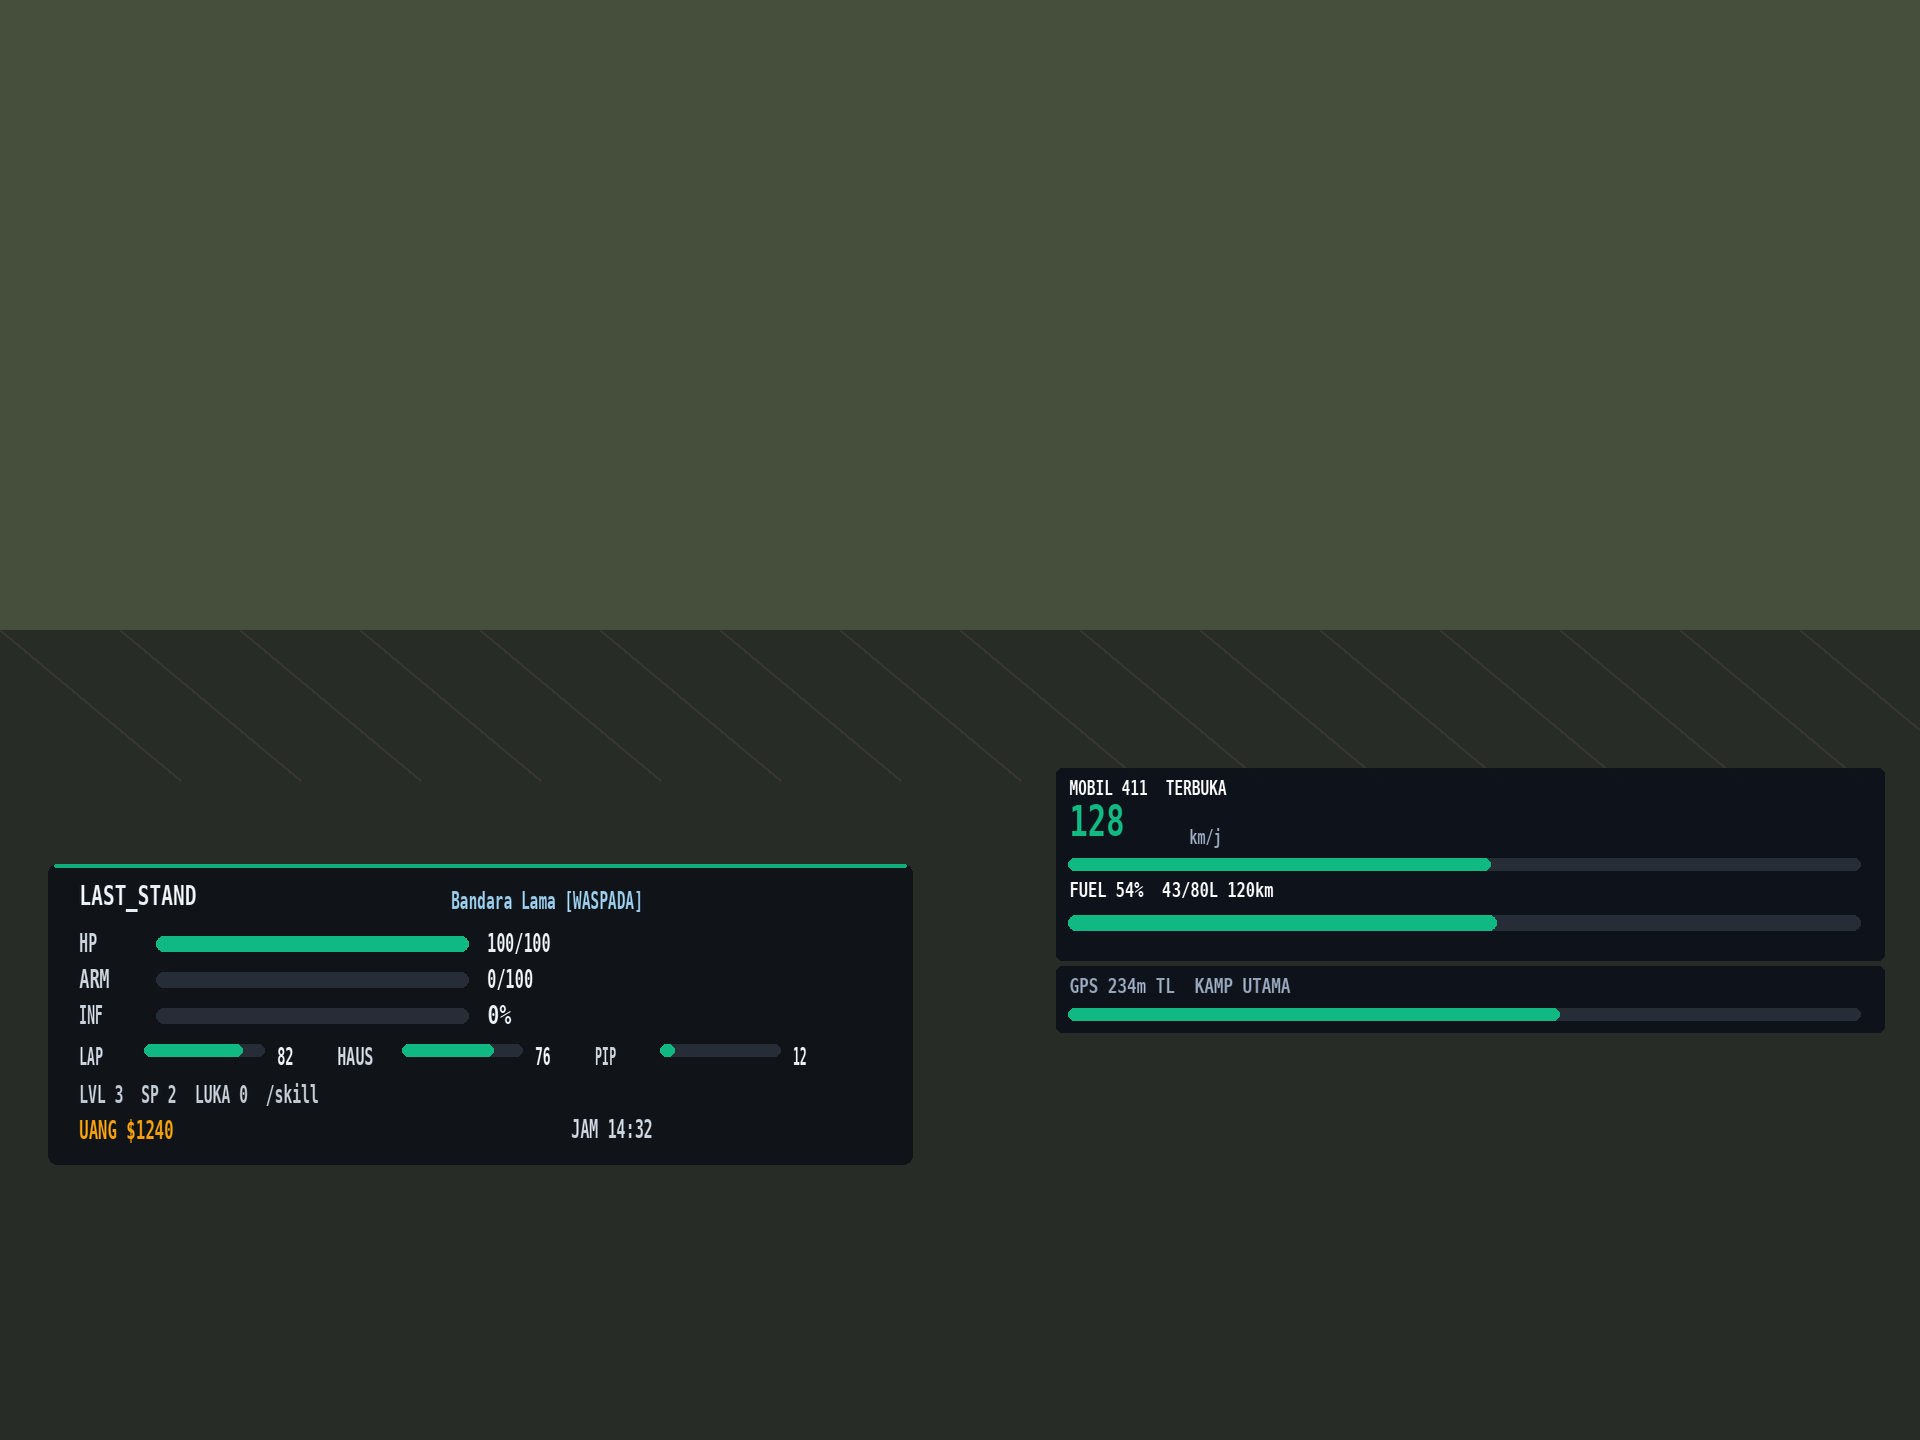 LAST_STAND
Bandara Lama [WASPADA]
HP 100/100
ARM 0/100
INF 0%
LAP 82 HAUS 76 PIP 12
LVL 3 SP 2 LUKA 0 /skill
UANG $1240
JAM 14:32
MOBIL 411 TERBUKA
128 km/j
FUEL 54% 43/80L 120km
GPS 234m TL KAMP UTAMA